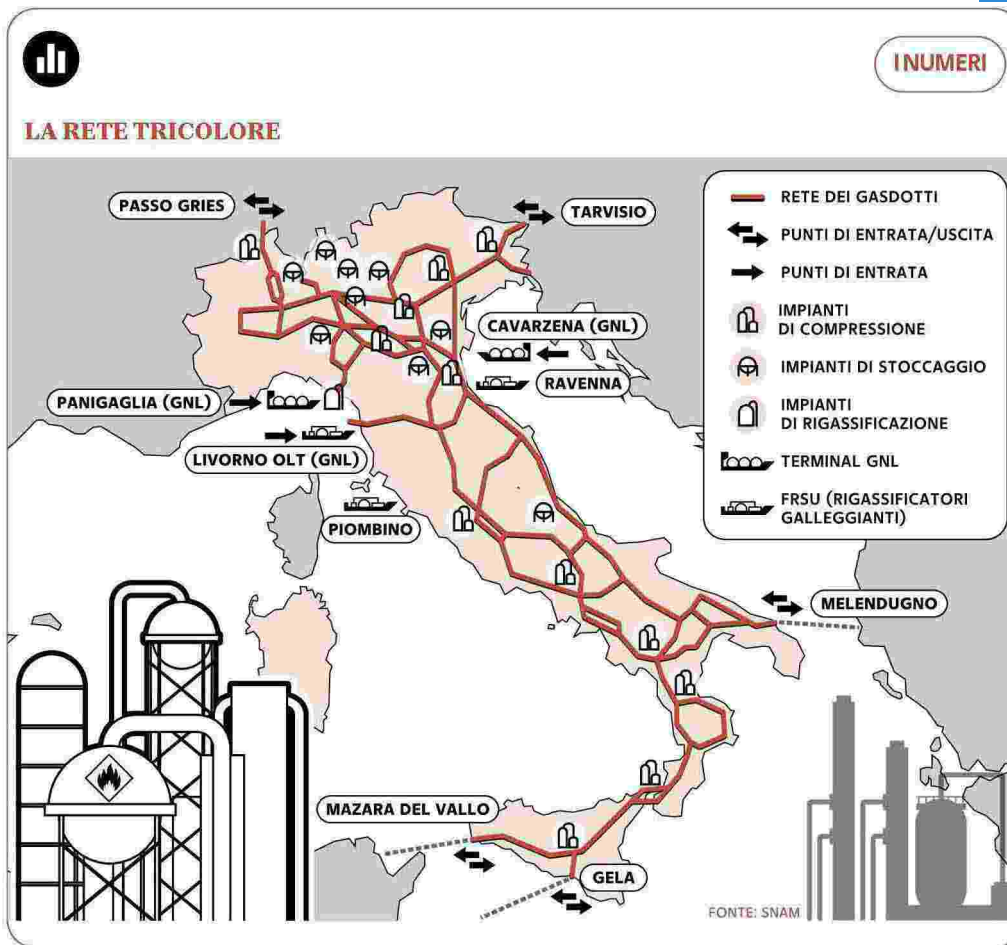 I NUMERI
LA RETE TRICOLORE
PASSO GRIES
TARVISIO
RETE DEI GASDOTTI
PUNTI DI ENTRATA/USCITA
PUNTI DI ENTRATA
IMPIANTI
DI COMPRESSIONE
IMPIANTI DI STOCCAGGIO
IMPIANTI
DI RIGASSIFICAZIONE
TERMINAL GNL
FRSU (RIGASSIFICATORI
GALLEGGIANTI)
CAVARZENA (GNL)
RAVENNA
PANIGAGLIA (GNL)
LIVORNO OLT (GNL)
PIOMBINO
MELENDUGNO
MAZARA DEL VALLO
GELA
FONTE: SNAM